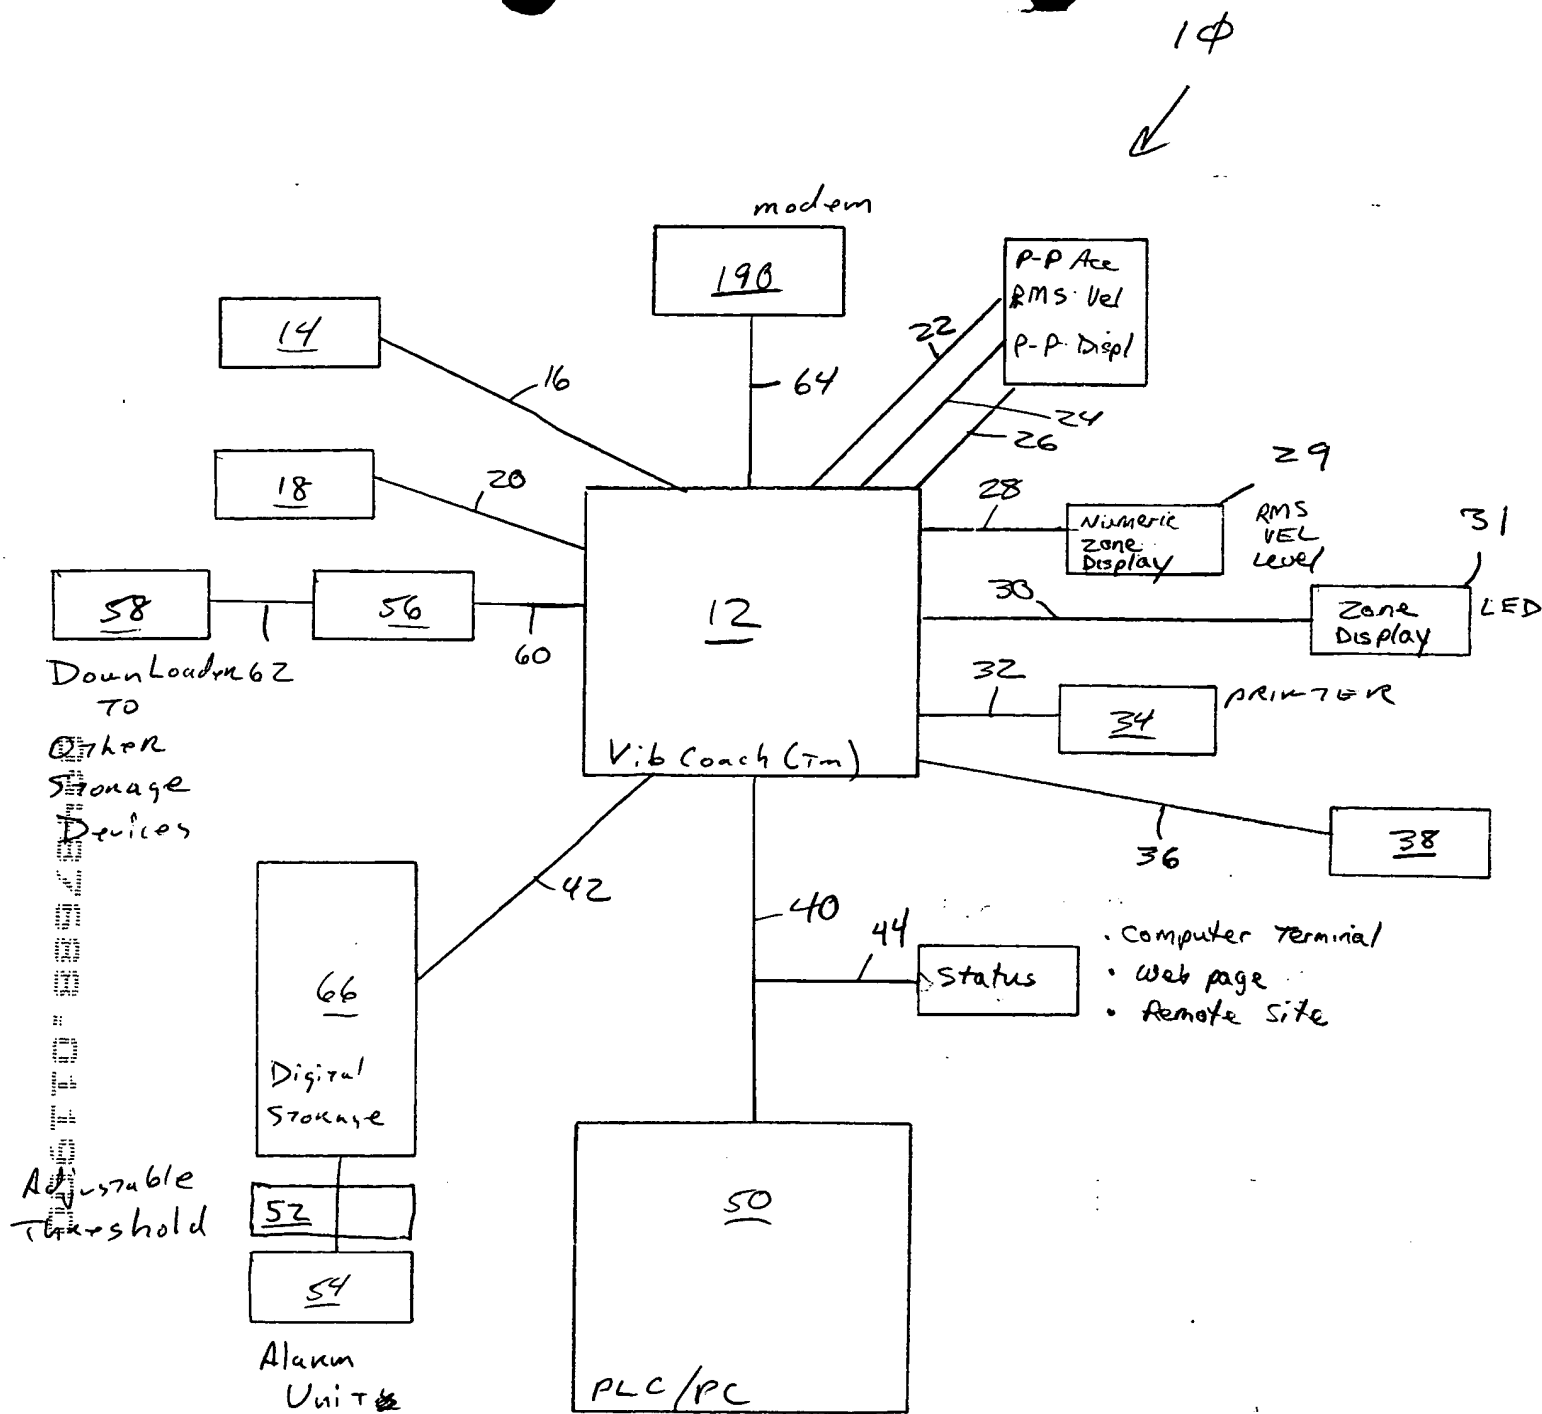 10
modem
190
P-P Acc
RMS Vel
P-P Displ
14
22
16
64
24
26
29
18
20
28
Numeric
Zone
Display
RMS
VEL
Level
31
58
56
12
30
Zone
Display
LED
60
62
DownLoader
TO
Other
Storage
Devices
32
34
PRINTER
Vib Coach (Tm)
36
38
42
40
44
Status
· Computer Terminal
· Web page
· Remote Site
66
Digital
Storage
Adjustable
Threshold
52
54
50
Alarm
Unit
PLC/PC